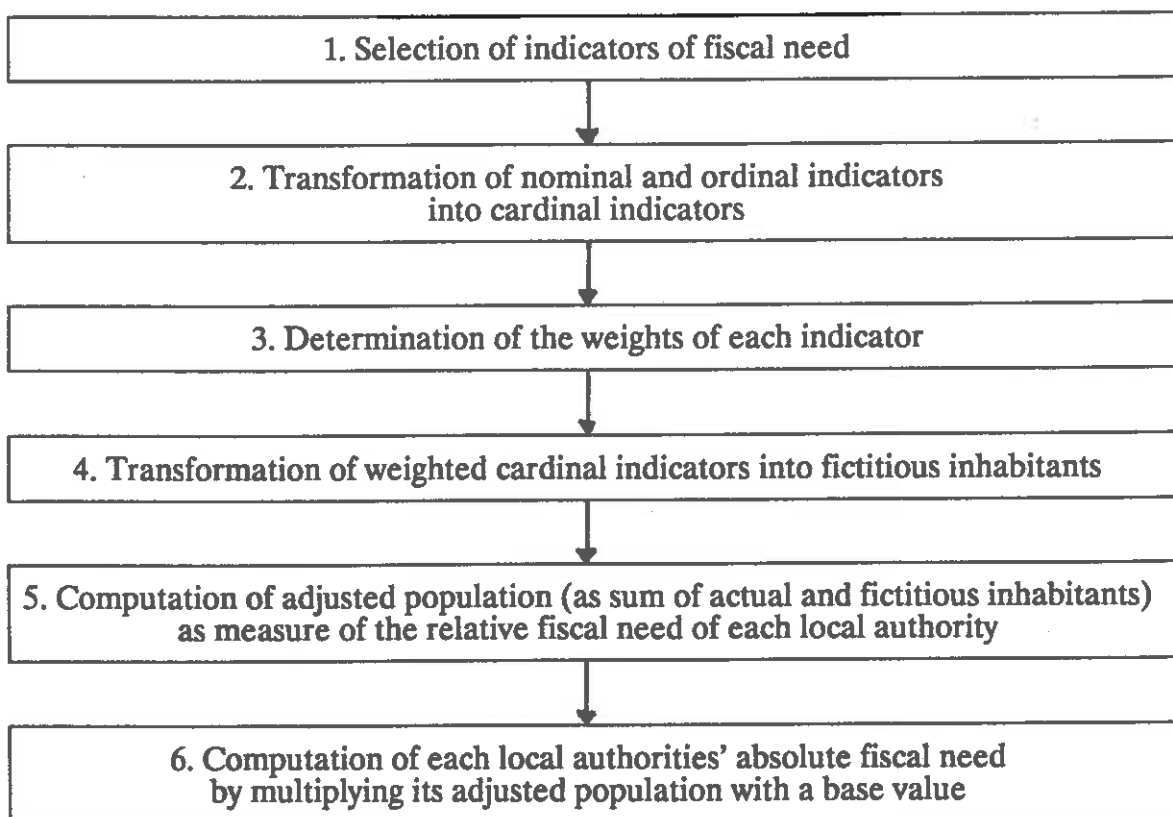 1. Selection of indicators of fiscal need
2. Transformation of nominal and ordinal indicators
into cardinal indicators
3. Determination of the weights of each indicator
4. Transformation of weighted cardinal indicators into fictitious inhabitants
5. Computation of adjusted population (as sum of actual and fictitious inhabitants)
as measure of the relative fiscal need of each local authority
6. Computation of each local authorities' absolute fiscal need
by multiplying its adjusted population with a base value